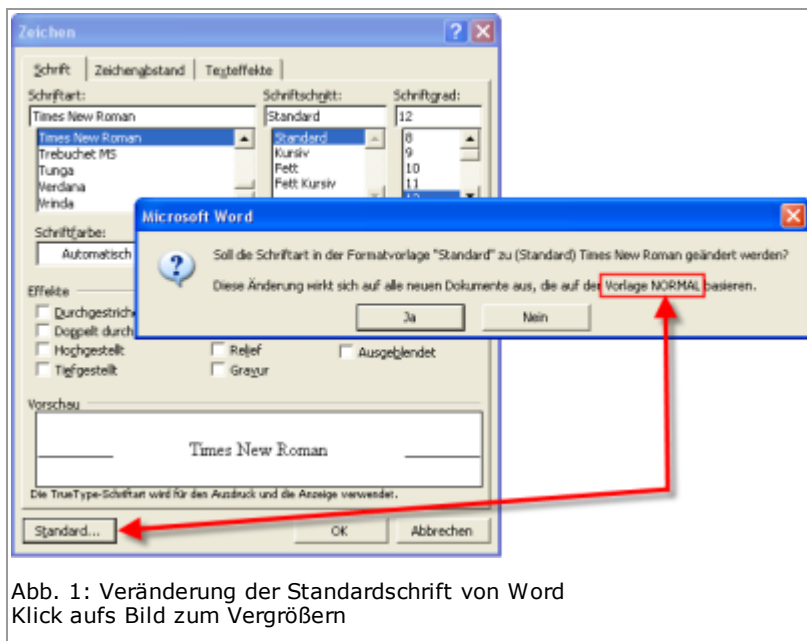 Zeichen
Schrift Zeichenabstand Texteffekte
Schriftart: Schriftschnitt: Schriftgrad:
Times New Roman Standard 12
Times New Roman Standard 8
Trebuchet MS Kursiv 9
Tunga Fett 10
Verdana Fett Kursiv 11
Vrinda 12
Microsoft Word
Schriftfarbe:
Automatisch
Soll die Schriftart in der Formatvorlage "Standard" zu (Standard) Times New Roman geändert werden?
Diese Änderung wirkt sich auf alle neuen Dokumente aus, die auf der Vorlage NORMAL basieren.
Ja Nein
Effekte
Durchgestriche
Doppelt durch
Hochgestellt Relief Ausgeblendet
Tiefgestellt Gravur
Vorschau
Times New Roman
Die TrueType-Schriftart wird für den Ausdruck und die Anzeige verwendet.
Standard... OK Abbrechen
Abb. 1: Veränderung der Standardschrift von Word
Klick aufs Bild zum Vergrößern